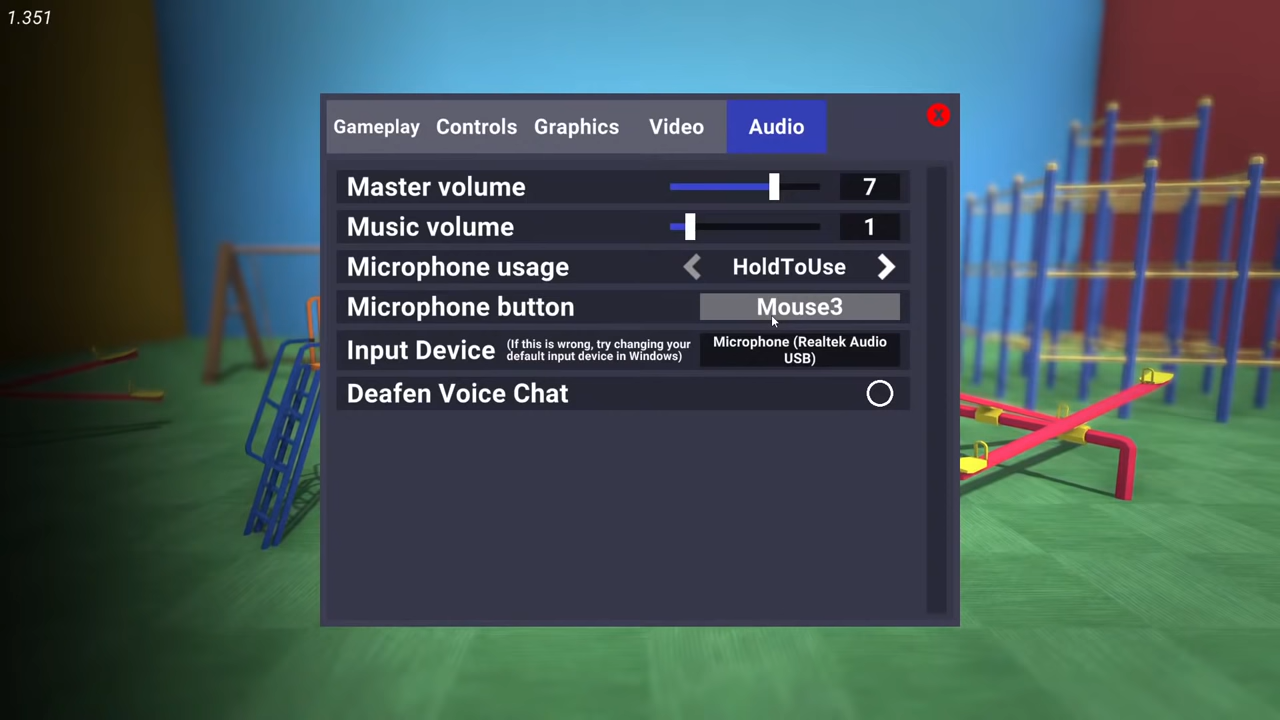 1.351
Gameplay Controls Graphics Video Audio X
Master volume 7
Music volume 1
Microphone usage HoldToUse
Microphone button Mouse3
Input Device (If this is wrong, try changing your
default input device in Windows) Microphone (Realtek Audio
USB)
Deafen Voice Chat